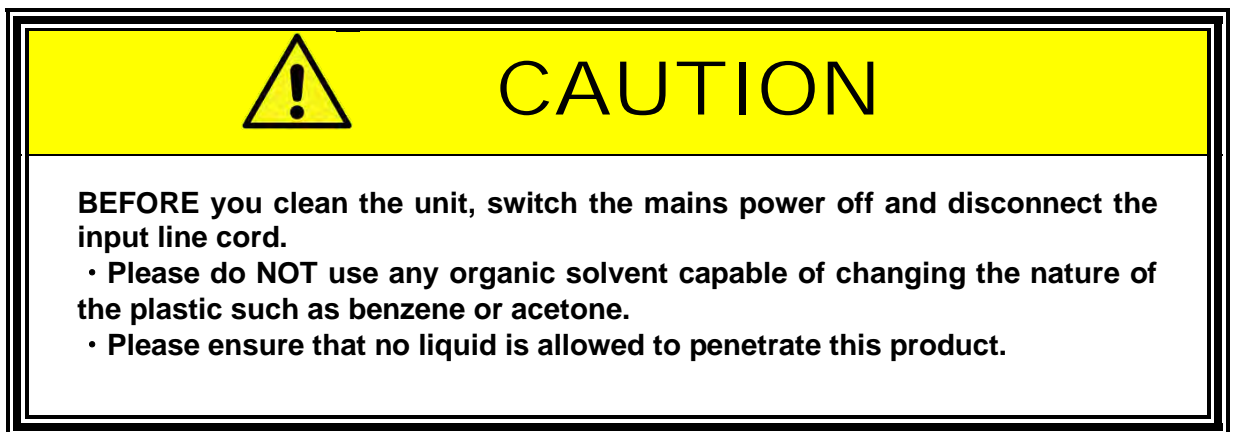 CAUTION
BEFORE you clean the unit, switch the mains power off and disconnect the
input line cord.
・Please do NOT use any organic solvent capable of changing the nature of
the plastic such as benzene or acetone.
・Please ensure that no liquid is allowed to penetrate this product.